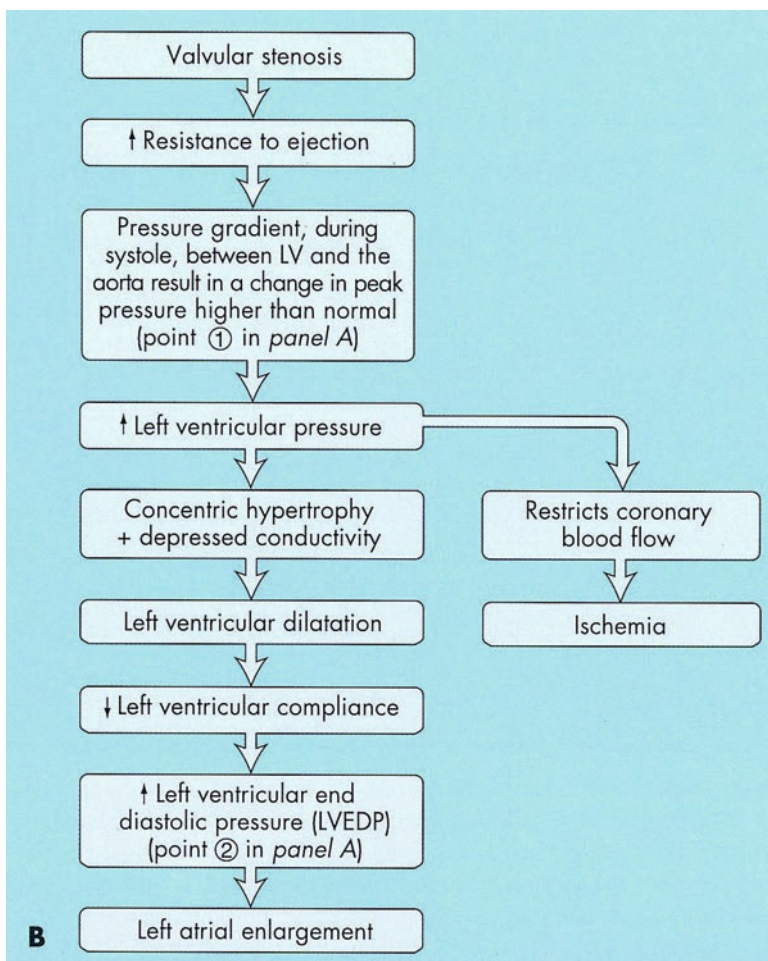 Valvular stenosis
↑ Resistance to ejection
Pressure gradient, during
systole, between LV and the
aorta result in a change in peak
pressure higher than normal
(point ① in panel A)
↑ Left ventricular pressure
Concentric hypertrophy
+ depressed conductivity
Restricts coronary
blood flow
Left ventricular dilatation
Ischemia
↓ Left ventricular compliance
↑ Left ventricular end
diastolic pressure (LVEDP)
(point ② in panel A)
Left atrial enlargement
B